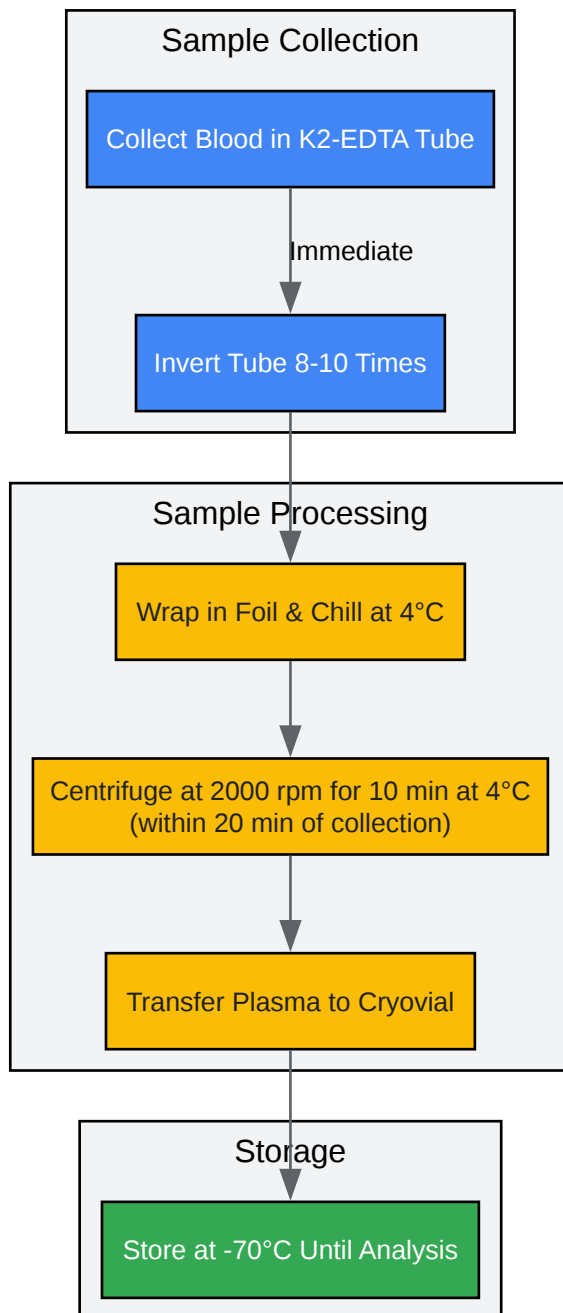 Sample Collection
Collect Blood in K2-EDTA Tube
Immediate
Invert Tube 8-10 Times
Sample Processing
Wrap in Foil & Chill at 4°C
Centrifuge at 2000 rpm for 10 min at 4°C
(within 20 min of collection)
Transfer Plasma to Cryovial
Storage
Store at -70°C Until Analysis